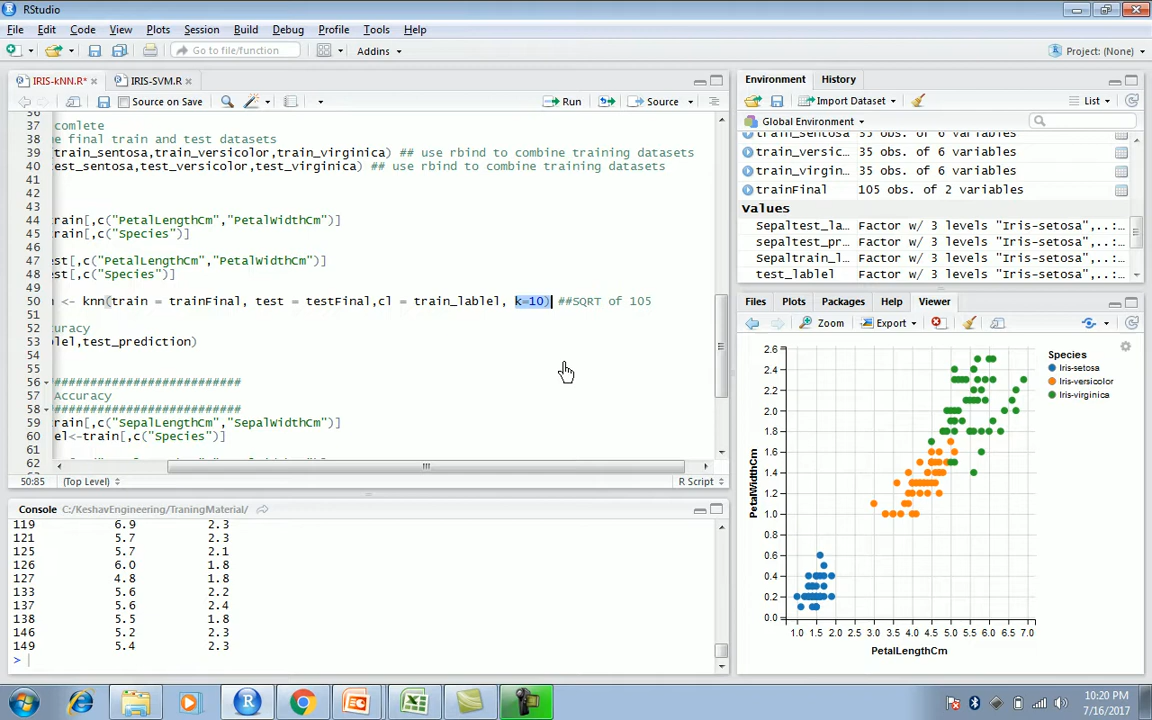 RStudio
File Edit Code View Plots Session Build Debug Profile Tools Help
Go to file/function Addins Project: (None)
IRIS-kNN.R* IRIS-SVM.R
Source on Save Run Source
36
37 comlete
38 e final train and test datasets
39 (train_sentosa,train_versicolor,train_virginica) ## use rbind to combine training datasets
40 test_sentosa,test_versicolor,test_virginica) ## use rbind to combine training datasets
41
42
43
44 train[,c("PetalLengthCm","PetalWidthCm")]
45 train[,c("Species")]
46
47 est[,c("PetalLengthCm","PetalWidthCm")]
48 est[,c("Species")]
49
50 n <- knn(train = trainFinal, test = testFinal,cl = train_lablel, k=10) ##SQRT of 105
51
52 curacy
53 lel,test_prediction)
54
55
56 ##########################
57 Accuracy
58 ##########################
59 train[,c("SepalLengthCm","SepalWidthCm")]
60 el<-train[,c("Species")]
61
62
50:85 (Top Level) R Script
Console C:/KeshavEngineering/TraningMaterial/
119 6.9 2.3
121 5.7 2.3
125 5.7 2.1
126 6.0 1.8
127 4.8 1.8
133 5.6 2.2
137 5.6 2.4
138 5.5 1.8
146 5.2 2.3
149 5.4 2.3
>
Environment History
Import Dataset List
Global Environment
train_sentosa 35 obs. of 6 variables
train_versic... 35 obs. of 6 variables
train_virgin... 35 obs. of 6 variables
trainFinal 105 obs. of 2 variables
Values
Sepaltest_la... Factor w/ 3 levels "Iris-setosa",..:
sepaltest_pr... Factor w/ 3 levels "Iris-setosa",..:
Sepaltrain_l... Factor w/ 3 levels "Iris-setosa",..:
test_lablel Factor w/ 3 levels "Iris-setosa",..:
Files Plots Packages Help Viewer
Zoom Export
2.6
2.4
2.2
2.0
1.8
1.6
1.4
1.2
1.0
0.8
0.6
0.4
0.2
0.0
PetalWidthCm
1.0 1.5 2.0 2.5 3.0 3.5 4.0 4.5 5.0 5.5 6.0 6.5 7.0
PetalLengthCm
Species
Iris-setosa
Iris-versicolor
Iris-virginica
10:20 PM
7/16/2017